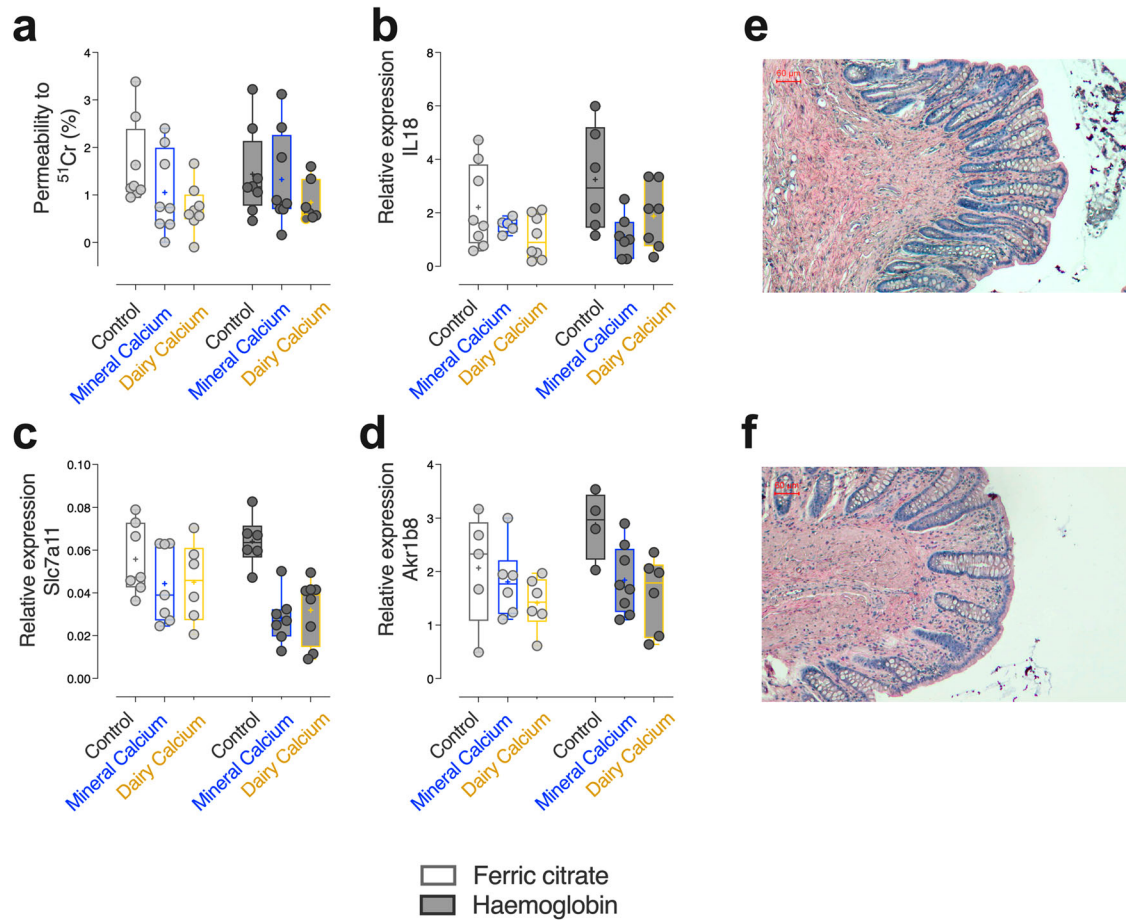 a
Permeability to
51Cr (%)
4
3
2
1
0
Control
Mineral Calcium
Dairy Calcium
Control
Mineral Calcium
Dairy Calcium
b
Relative expression
IL18
8
6
4
2
0
Control
Mineral Calcium
Dairy Calcium
Control
Mineral Calcium
Dairy Calcium
e
60 µm
c
Relative expression
Slc7a11
0.10
0.08
0.06
0.04
0.02
0.00
Control
Mineral Calcium
Dairy Calcium
Control
Mineral Calcium
Dairy Calcium
d
Relative expression
Akr1b8
4
3
2
1
0
Control
Mineral Calcium
Dairy Calcium
Control
Mineral Calcium
Dairy Calcium
f
µm
Ferric citrate
Haemoglobin